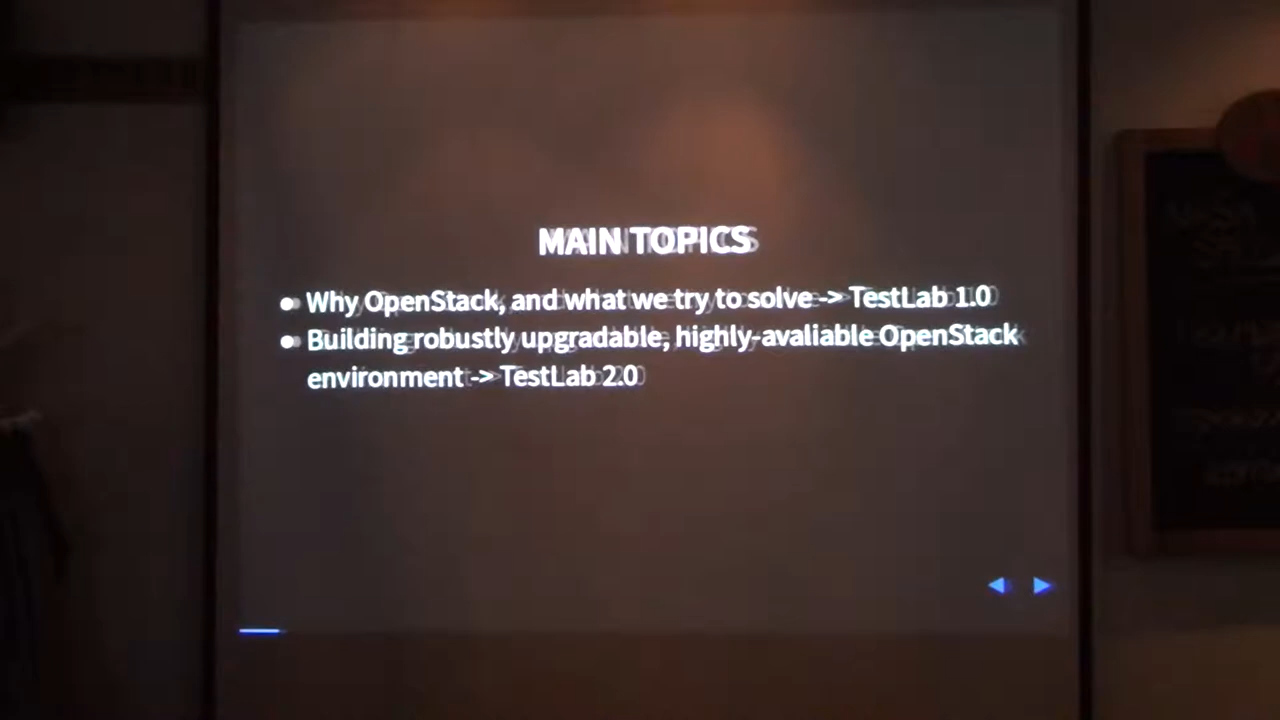 MAIN TOPICS
• Why OpenStack, and what we try to solve -> TestLab 1.0
• Building robustly upgradable, highly-avaliable OpenStack
environment -> TestLab 2.0